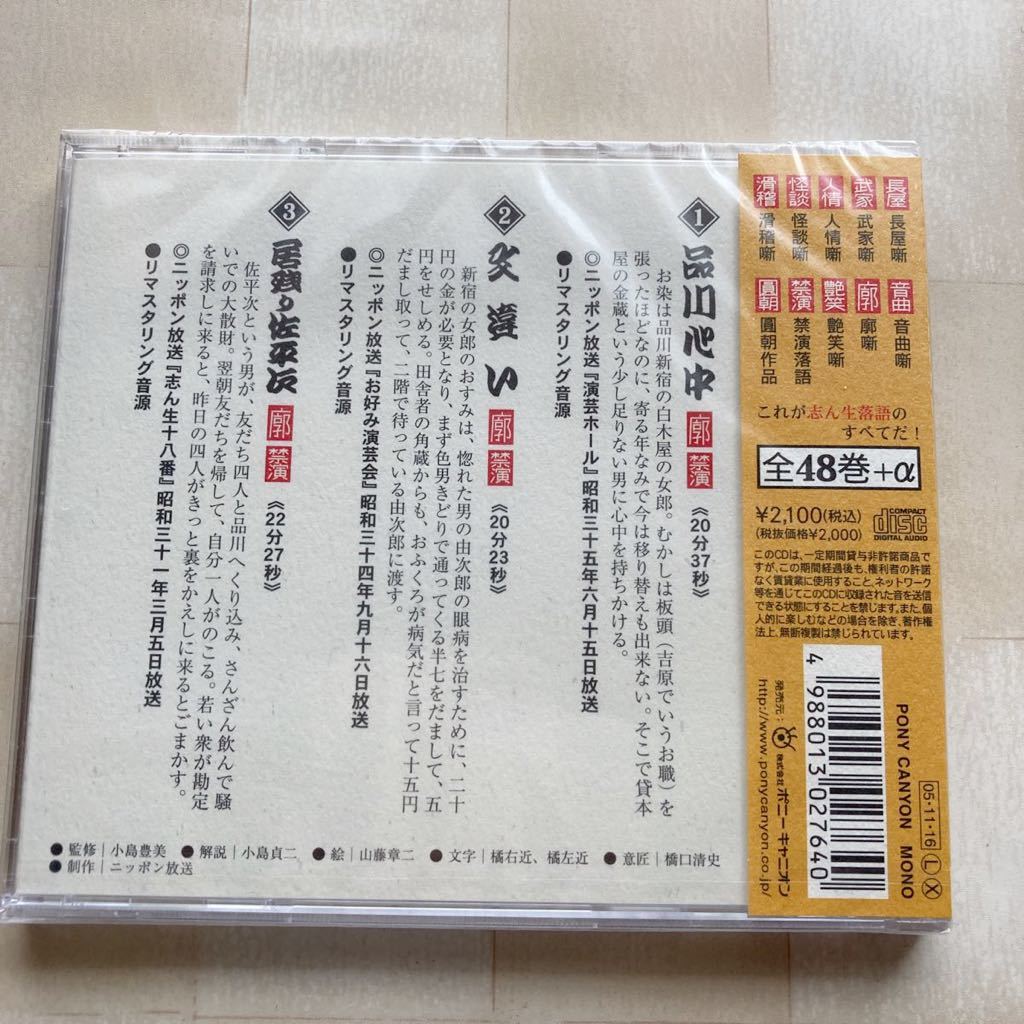 長屋 長屋噺
武家 武家噺
人情 人情噺
怪談 怪談噺
滑稽 滑稽噺
音曲 音曲噺
廓 廓噺
艶笑 艶笑噺
禁演 禁演落語
圓朝 圓朝作品
これが志ん生落語の
すべてだ！
全48巻+α
¥2,100(税込)
(税抜価格¥2,000)
COMPACT
disc
DIGITAL AUDIO
このCDは、一定期間貸与非許諾商品で
すが、この期間経過後も、権利者の許諾
なく賃貸業に使用すること、ネットワーク
等を通じてこのCDに収録された音を送信
できる状態にすることを禁じます。また、個
人的に楽しむなどの場合を除き、著作権
法上、無断複製は禁じられています。
PONY CANYON MONO
05・11・16 L X
4 988013 027640
発売元：株式会社ポニーキャニオン
http://www.ponycanyon.co.jp/
1 品川心中 廓 禁演 《20分37秒》
お染は品川新宿の白木屋の女郎。むかしは板頭（吉原でいうお職）を
張ったほどなのに、寄る年なみで今は移り替えも出来ない。そこで貸本
屋の金蔵という少し足りない男に心中を持ちかける。
◎ニッポン放送『演芸ホール』昭和三十五年六月十五日放送
●リマスタリング音源
2 文違い 廓 禁演 《20分23秒》
新宿の女郎のおすみは、惚れた男の由次郎の眼病を治すために、二十
円の金が必要となり、まず色男きどりで通ってくる半七をだまして、五
円をせしめる。田舎者の角蔵からも、おふくろが病気だと言って十五円
だまし取って、二階で待っている由次郎に渡す。
◎ニッポン放送『お好み演芸会』昭和三十四年九月十六日放送
●リマスタリング音源
3 居残り佐平次 廓 禁演 《22分27秒》
佐平次という男が、友だち四人と品川へくり込み、さんざん飲んで騒
いでの大散財。翌朝友だちを帰して、自分一人がのこる。若い衆が勘定
を請求しに来ると、昨日の四人がきっと裏をかえしに来るとごまかす。
◎ニッポン放送『志ん生十八番』昭和三十一年三月五日放送
●リマスタリング音源
●監修｜小島豊美 ●解説｜小島貞二 ●絵｜山藤章二 ●文字｜橘右近、橘左近 ●意匠｜橋口清史
●制作｜ニッポン放送